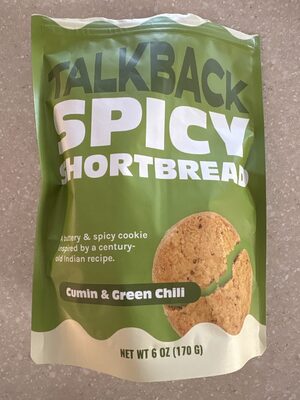 TALKBACK
SPICY
SHORTBREAD
A buttery & spicy cookie
inspired by a century-
old Indian recipe.
Cumin & Green Chili
NET WT 6 OZ (170 G)